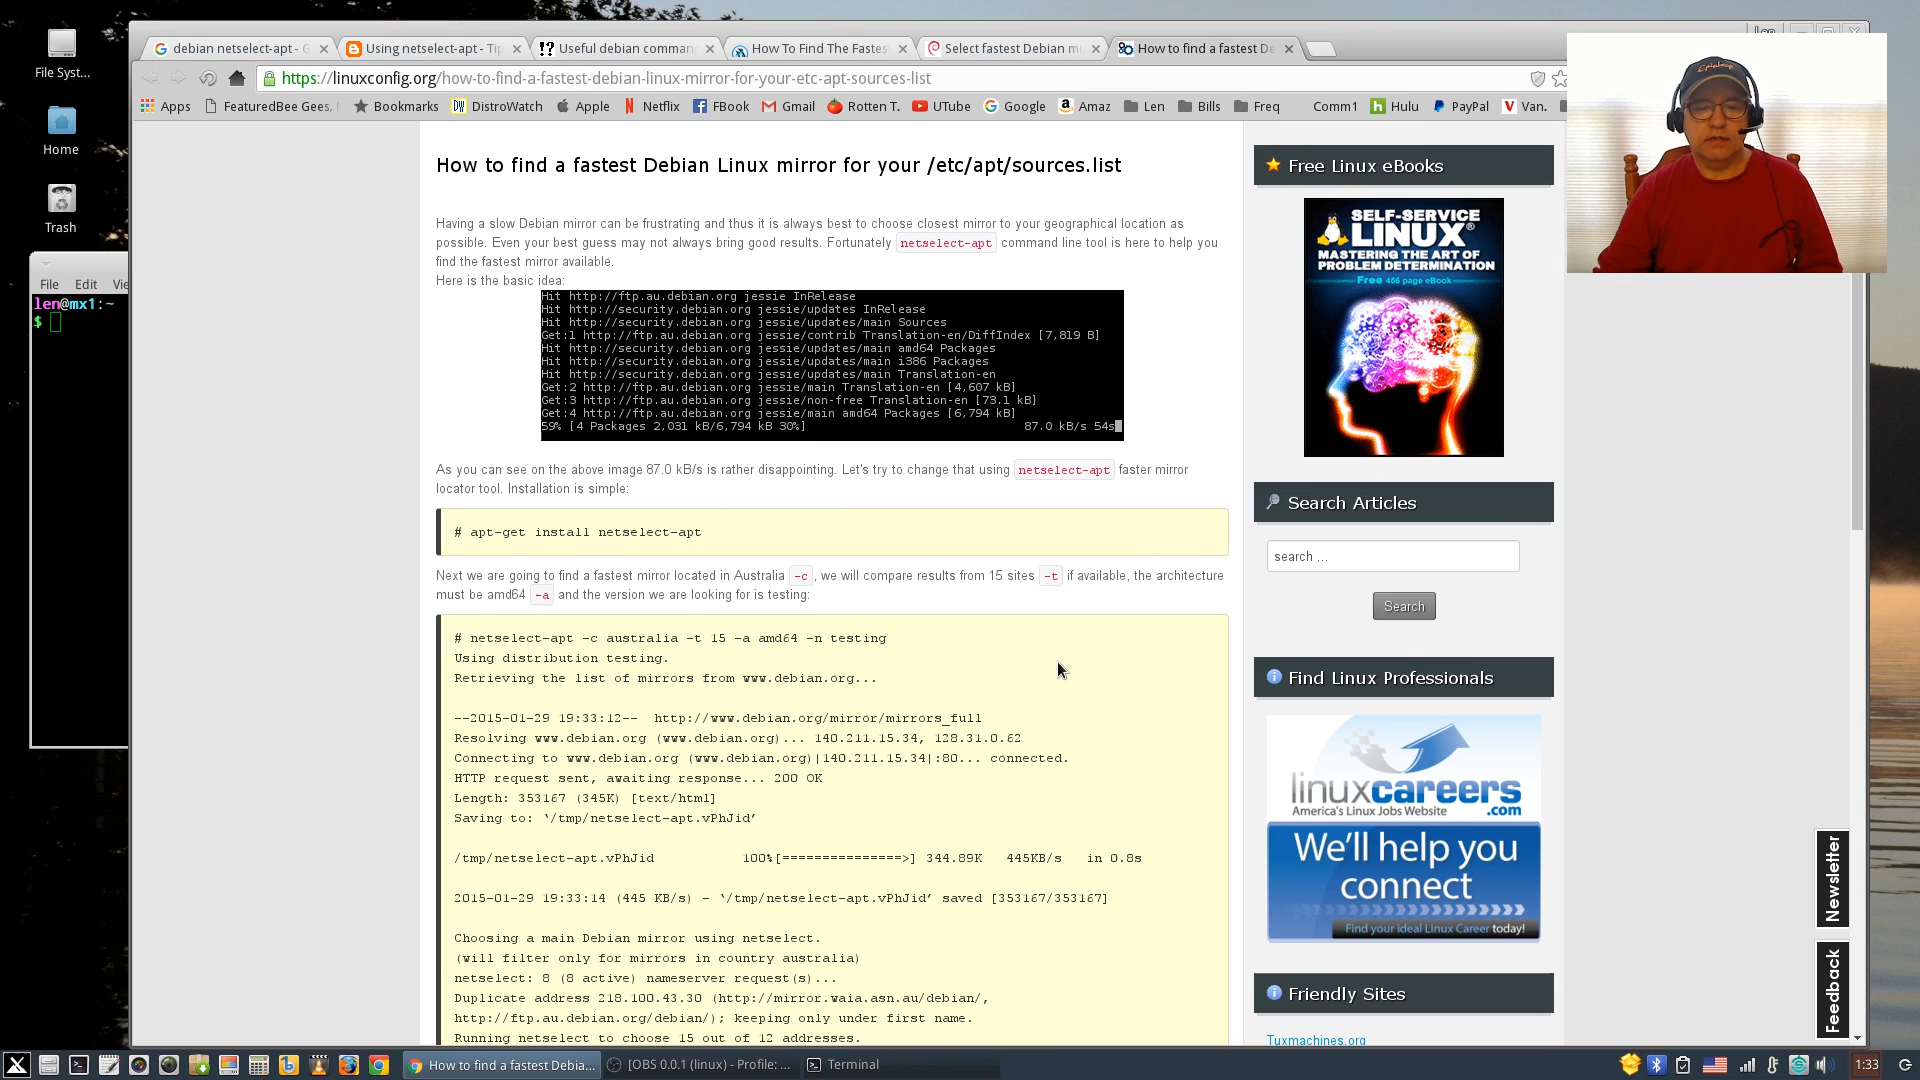 File Syst...
Home
Trash
File Edit Vie
len@mx1:~
$
debian netselect-apt - G
Using netselect-apt - Tip
Useful debian comman
How To Find The Fastes
Select fastest Debian mi
How to find a fastest De
https://linuxconfig.org/how-to-find-a-fastest-debian-linux-mirror-for-your-etc-apt-sources-list
Apps FeaturedBee Gees, Bookmarks DistroWatch Apple Netflix FBook Gmail Rotten T. UTube Google Amaz Len Bills Freq Comm1 Hulu PayPal Van.
How to find a fastest Debian Linux mirror for your /etc/apt/sources.list
Having a slow Debian mirror can be frustrating and thus it is always best to choose closest mirror to your geographical location as
possible. Even your best guess may not always bring good results. Fortunately netselect-apt command line tool is here to help you
find the fastest mirror available.
Here is the basic idea:
Hit http://ftp.au.debian.org jessie InRelease
Hit http://security.debian.org jessie/updates InRelease
Hit http://security.debian.org jessie/updates/main Sources
Get:1 http://ftp.au.debian.org jessie/contrib Translation-en/DiffIndex [7,819 B]
Hit http://security.debian.org jessie/updates/main amd64 Packages
Hit http://security.debian.org jessie/updates/main i386 Packages
Hit http://security.debian.org jessie/updates/main Translation-en
Get:2 http://ftp.au.debian.org jessie/main Translation-en [4,607 kB]
Get:3 http://ftp.au.debian.org jessie/non-free Translation-en [73.1 kB]
Get:4 http://ftp.au.debian.org jessie/main amd64 Packages [6,794 kB]
59% [4 Packages 2,031 kB/6,794 kB 30%] 87.0 kB/s 54s
As you can see on the above image 87.0 kB/s is rather disappointing. Let's try to change that using netselect-apt faster mirror
locator tool. Installation is simple:
# apt-get install netselect-apt
Next we are going to find a fastest mirror located in Australia -c, we will compare results from 15 sites -t if available, the architecture
must be amd64 -a and the version we are looking for is testing:
# netselect-apt -c australia -t 15 -a amd64 -n testing
Using distribution testing.
Retrieving the list of mirrors from www.debian.org...
--2015-01-29 19:33:12-- http://www.debian.org/mirror/mirrors_full
Resolving www.debian.org (www.debian.org)... 140.211.15.34, 128.31.0.62
Connecting to www.debian.org (www.debian.org)|140.211.15.34|:80... connected.
HTTP request sent, awaiting response... 200 OK
Length: 353167 (345K) [text/html]
Saving to: ‘/tmp/netselect-apt.vPhJid’
/tmp/netselect-apt.vPhJid 100%[===============>] 344.89K 445KB/s in 0.8s
2015-01-29 19:33:14 (445 KB/s) - ‘/tmp/netselect-apt.vPhJid’ saved [353167/353167]
Choosing a main Debian mirror using netselect.
(will filter only for mirrors in country australia)
netselect: 8 (8 active) nameserver request(s)...
Duplicate address 218.100.43.30 (http://mirror.waia.asn.au/debian/,
http://ftp.au.debian.org/debian/); keeping only under first name.
Running netselect to choose 15 out of 12 addresses.
Free Linux eBooks
SELF-SERVICE
LINUX®
MASTERING THE ART OF
PROBLEM DETERMINATION
Free 456 page eBook
Search Articles
search ...
Search
Find Linux Professionals
linuxcareers
.com
America's Linux Jobs Website
We'll help you
connect
Find your ideal Linux Career today!
Friendly Sites
Tuxmachines.org
Newsletter
Feedback
How to find a fastest Debia...
[OBS 0.0.1 (linux) - Profile: ...
Terminal
1:33